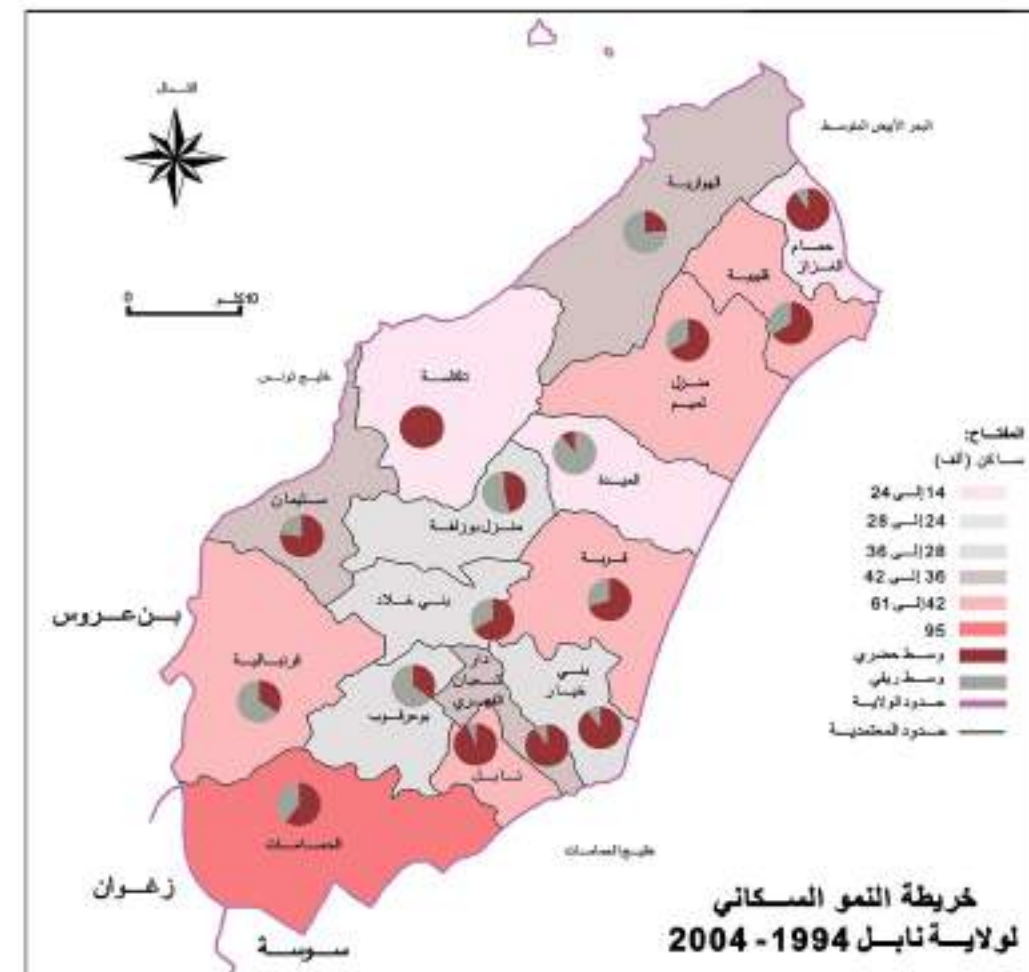 الشمال
البحر الأبيض المتوسط
الهوارية
حمام
الغزاز
قليبية
0 10كلم
منزل
تميم
خليج تونس
تاكلسة
الميدة
سليمان
منزل بوزلفة
قربة
بني خلاد
بن عروس
قرنبالية
دار
شعبان
الفهري
بني
خيار
بوعرقوب
نابل
الحمامات
خليج الحمامات
زغوان
سوسة
المفتاح:
ساكن (ألف)
14 إلى 24
24 إلى 28
28 إلى 36
36 إلى 42
42 إلى 61
95
وسط حضري
وسط ريفي
حدود الولاية
حدود المعتمدية
خريطة النمو السكاني
لولاية نابل 1994- 2004